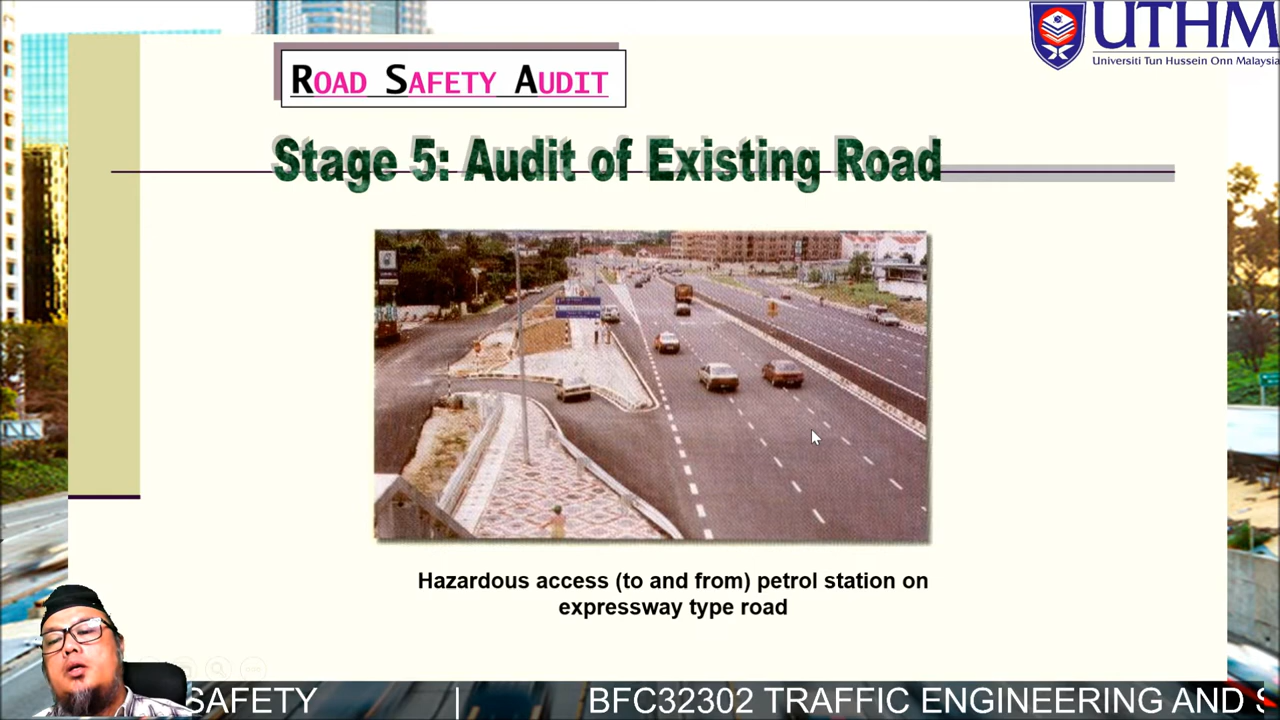 UTHM
Universiti Tun Hussein Onn Malaysia
ROAD SAFETY AUDIT
Stage 5: Audit of Existing Road
Hazardous access (to and from) petrol station on
expressway type road
SAFETY | BFC32302 TRAFFIC ENGINEERING AND S